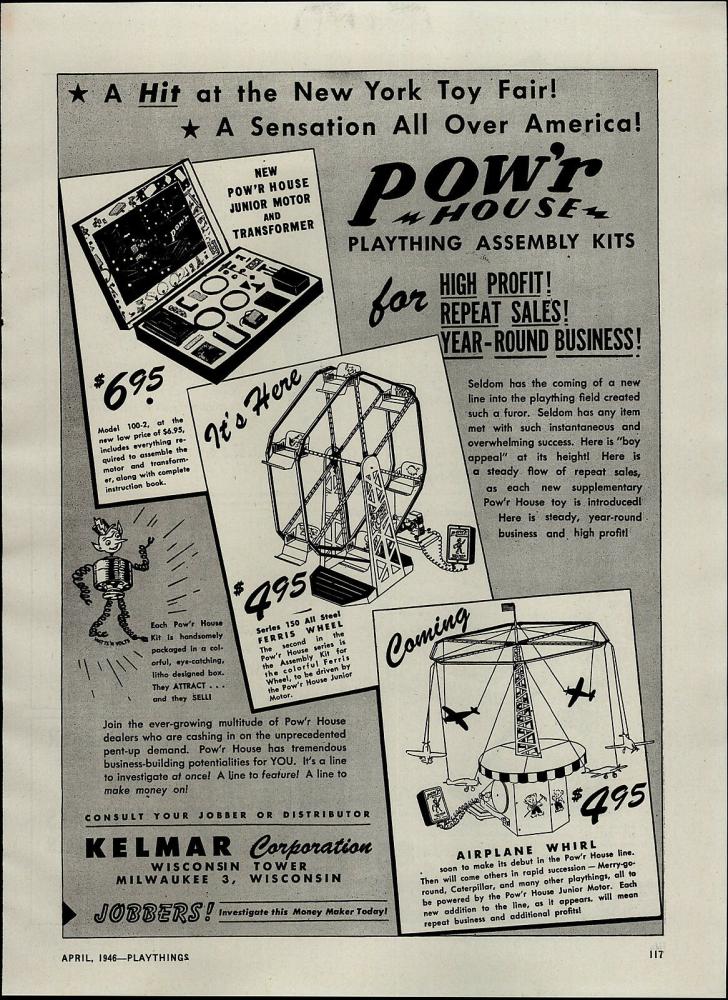 ★ A Hit at the New York Toy Fair!
★ A Sensation All Over America!
NEW
POW'R HOUSE
JUNIOR MOTOR
AND
TRANSFORMER
POW'r
HOUSE
PLAYTHING ASSEMBLY KITS
for HIGH PROFIT!
REPEAT SALES!
YEAR-ROUND BUSINESS!
$6.95
Model 100-2, at the
new low price of $6.95,
includes everything re-
quired to assemble the
motor and transform-
er, along with complete
instruction book.
It's Here
Seldom has the coming of a new
line into the plaything field created
such a furor. Seldom has any item
met with such instantaneous and
overwhelming success. Here is "boy
appeal" at its height! Here is
a steady flow of repeat sales,
as each new supplementary
Pow'r House toy is introduced!
Here is steady, year-round
business and high profit!
$4.95
Series 150 All Steel
FERRIS WHEEL
The second in the
Pow'r House series is
the Assembly Kit for
the colorful Ferris
Wheel, to be driven by
the Pow'r House Junior
Motor.
Each Pow'r House
Kit is handsomely
packaged in a col-
orful, eye-catching,
litho designed box.
They ATTRACT . . .
and they SELL!
Coming
Join the ever-growing multitude of Pow'r House
dealers who are cashing in on the unprecedented
pent-up demand. Pow'r House has tremendous
business-building potentialities for YOU. It's a line
to investigate at once! A line to feature! A line to
make money on!
CONSULT YOUR JOBBER OR DISTRIBUTOR
KELMAR Corporation
WISCONSIN TOWER
MILWAUKEE 3, WISCONSIN
JOBBERS! Investigate this Money Maker Today!
$4.95
AIRPLANE WHIRL
soon to make its debut in the Pow'r House line.
Then will come others in rapid succession — Merry-go-
round, Caterpillar, and many other playthings, all to
be powered by the Pow'r House Junior Motor. Each
new addition to the line, as it appears, will mean
repeat business and additional profits!
APRIL, 1946—PLAYTHINGS
117